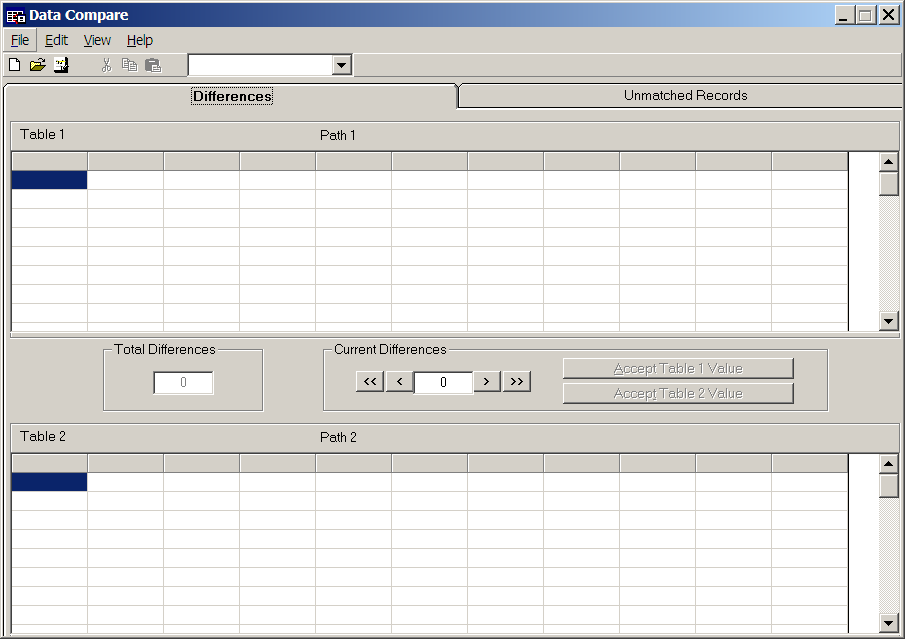 Data Compare
File Edit View Help
Differences Unmatched Records
Table 1 Path 1
Total Differences Current Differences
0 << < 0 > >> Accept Table 1 Value
Accept Table 2 Value
Table 2 Path 2